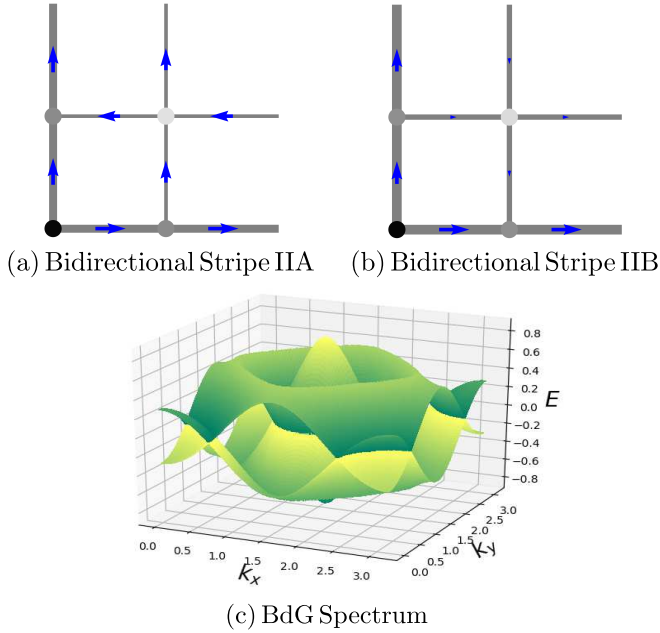 (a) Bidirectional Stripe IIA
(b) Bidirectional Stripe IIB
0.8
0.6
0.4
0.2
0.0
−0.2
−0.4
−0.6
−0.8
E
0.0 0.5 1.0 1.5 2.0 2.5 3.0
kx
0.0 0.5 1.0 1.5 2.0 2.5 3.0
ky
(c) BdG Spectrum